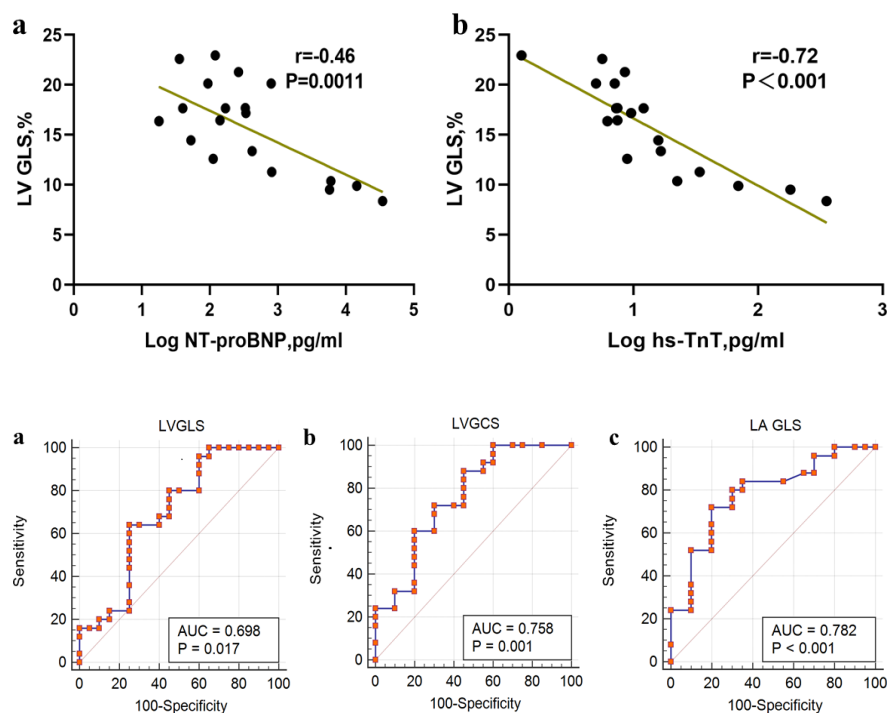 a
r=-0.46
P=0.0011
LV GLS,%
25
20
15
10
5
0
0 1 2 3 4 5
Log NT-proBNP,pg/ml
b
r=-0.72
P<0.001
LV GLS,%
25
20
15
10
5
0
0 1 2 3
Log hs-TnT,pg/ml
a
LVGLS
Sensitivity
100
80
60
40
20
0
AUC = 0.698
P = 0.017
0 20 40 60 80 100
100-Specificity
b
LVGCS
Sensitivity
100
80
60
40
20
0
AUC = 0.758
P = 0.001
0 20 40 60 80 100
100-Specificity
c
LA GLS
Sensitivity
100
80
60
40
20
0
AUC = 0.782
P < 0.001
0 20 40 60 80 100
100-Specificity